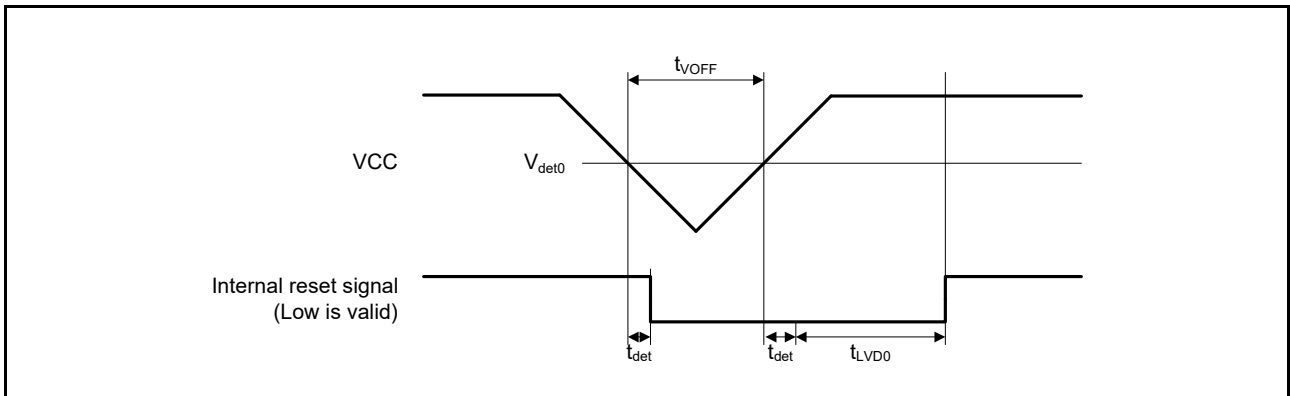 tVOFF
VCC
Vdet0
Internal reset signal
(Low is valid)
tdet
tdet
tLVD0